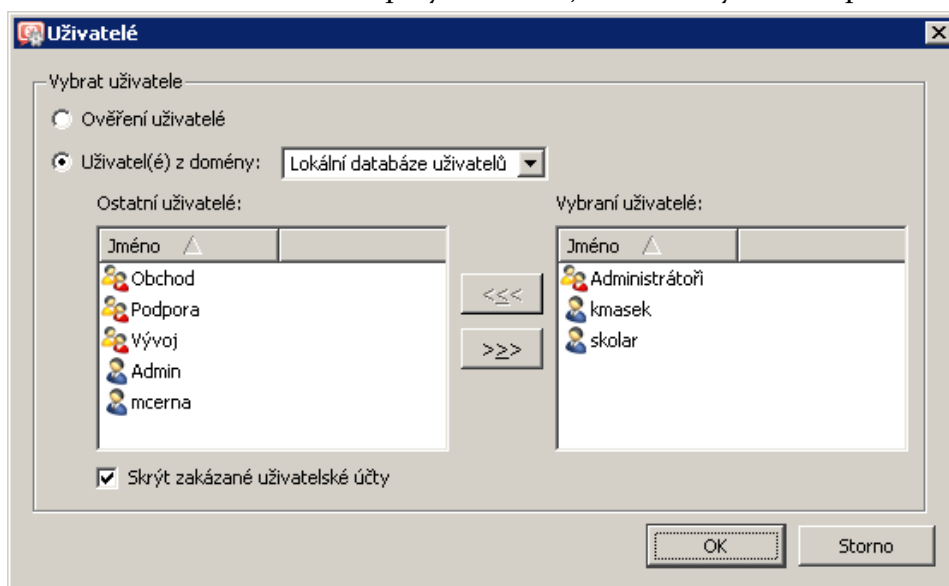 Uživatelé
Vybrat uživatele
Ověření uživatelé
Uživatel(é) z domény: Lokální databáze uživatelů
Ostatní uživatelé: Vybraní uživatelé:
Jméno Jméno
Obchod Administrátoři
Podpora <<< kmasek
Vývoj >>> skolar
Admin
mcerna
Skrýt zakázané uživatelské účty
OK Storno